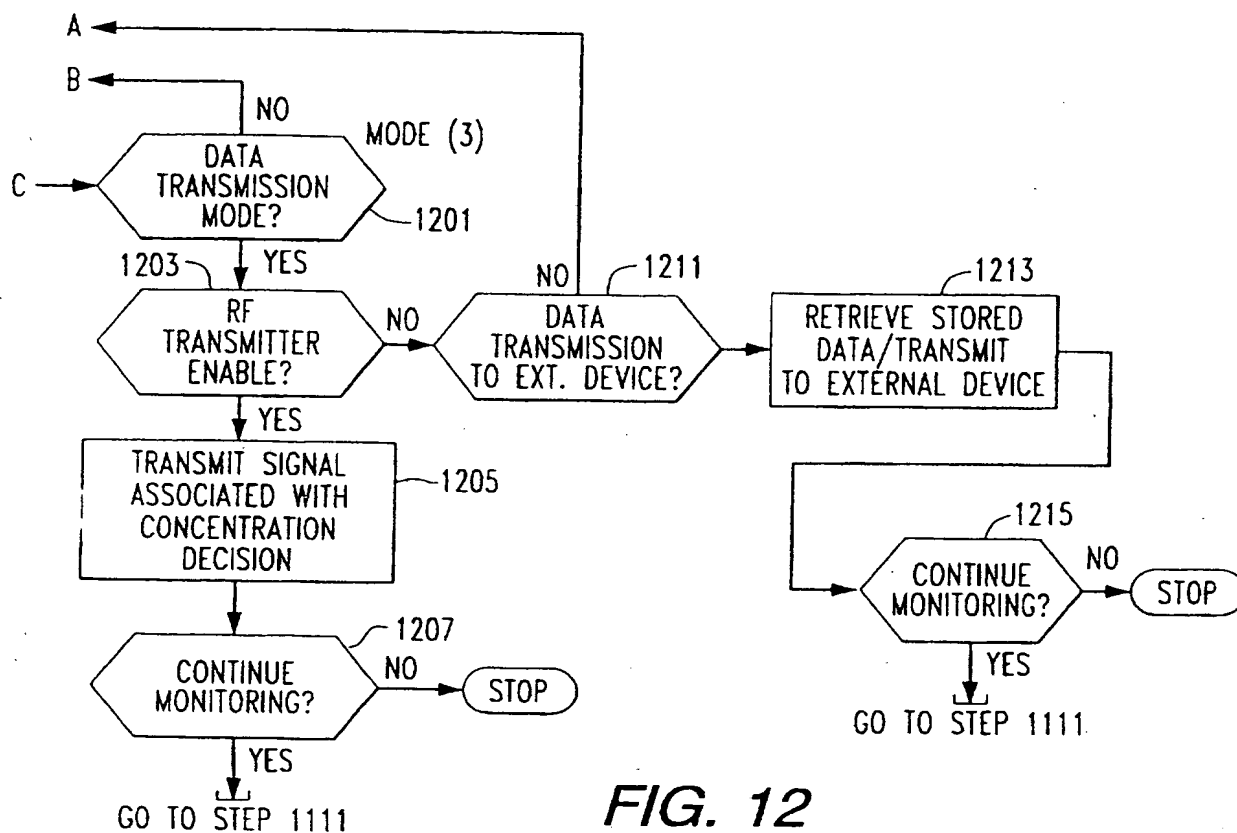 A
B
NO
MODE (3)
C
DATA
TRANSMISSION
MODE?
1201
YES
1203
RF
TRANSMITTER
ENABLE?
NO
YES
NO
1211
DATA
TRANSMISSION
TO EXT. DEVICE?
1213
RETRIEVE STORED
DATA/TRANSMIT
TO EXTERNAL DEVICE
TRANSMIT SIGNAL
ASSOCIATED WITH
CONCENTRATION
DECISION
1205
1215
CONTINUE
MONITORING?
NO
STOP
YES
GO TO STEP 1111
1207
CONTINUE
MONITORING?
NO
STOP
YES
GO TO STEP 1111
FIG. 12